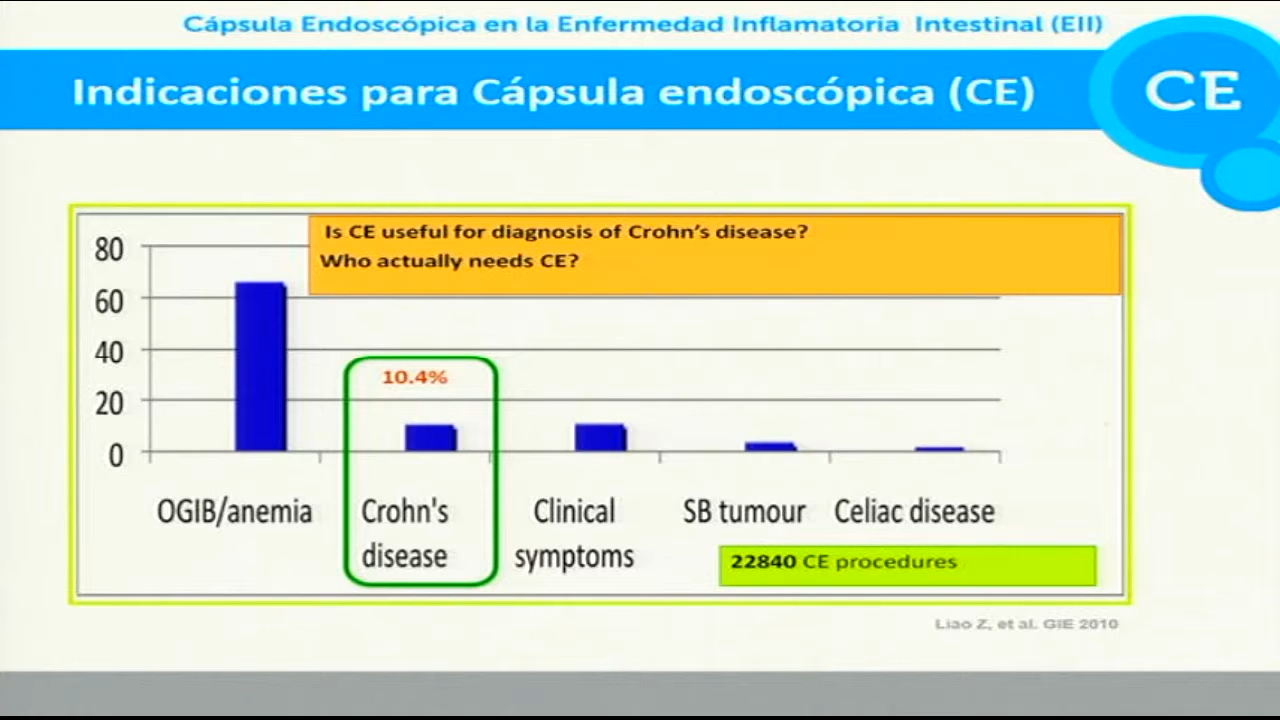 Cápsula Endoscópica en la Enfermedad Inflamatoria Intestinal (EII)
Indicaciones para Cápsula endoscópica (CE)
CE
Is CE useful for diagnosis of Crohn's disease?
Who actually needs CE?
80
60
40
20
0
10.4%
OGIB/anemia
Crohn's
disease
Clinical
symptoms
SB tumour
Celiac disease
22840 CE procedures
Liao Z, et al. GIE 2010